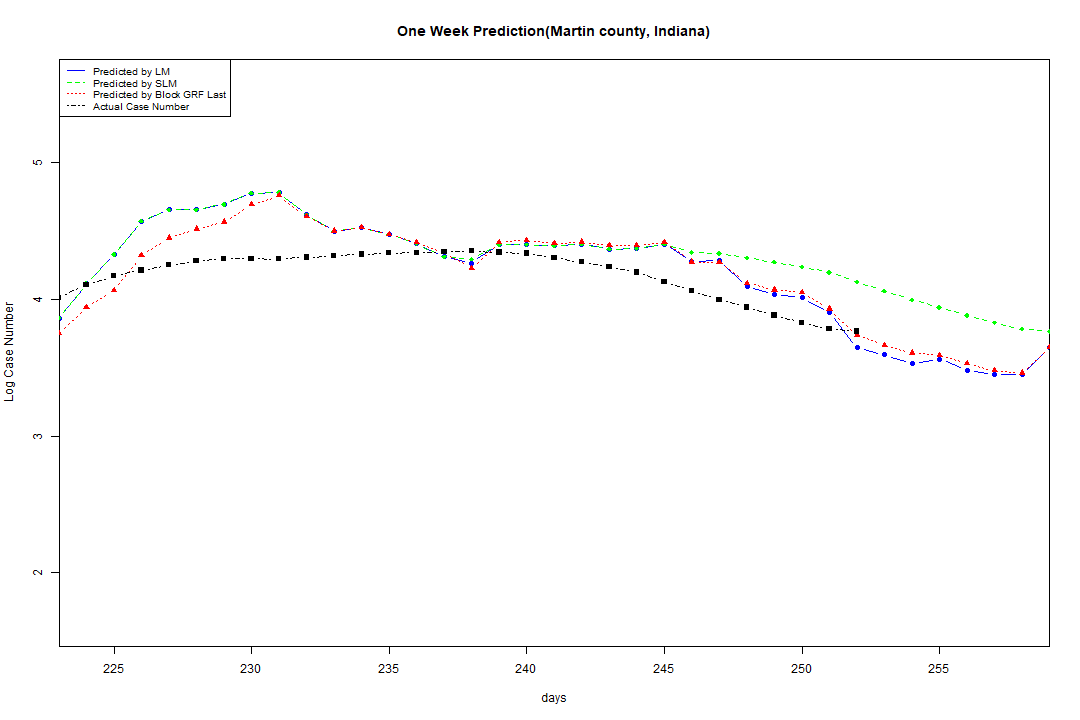 One Week Prediction(Martin county, Indiana)
Predicted by LM
Predicted by SLM
Predicted by Block GRF Last
Actual Case Number
5
4
3
2
Log Case Number
225 230 235 240 245 250 255
days